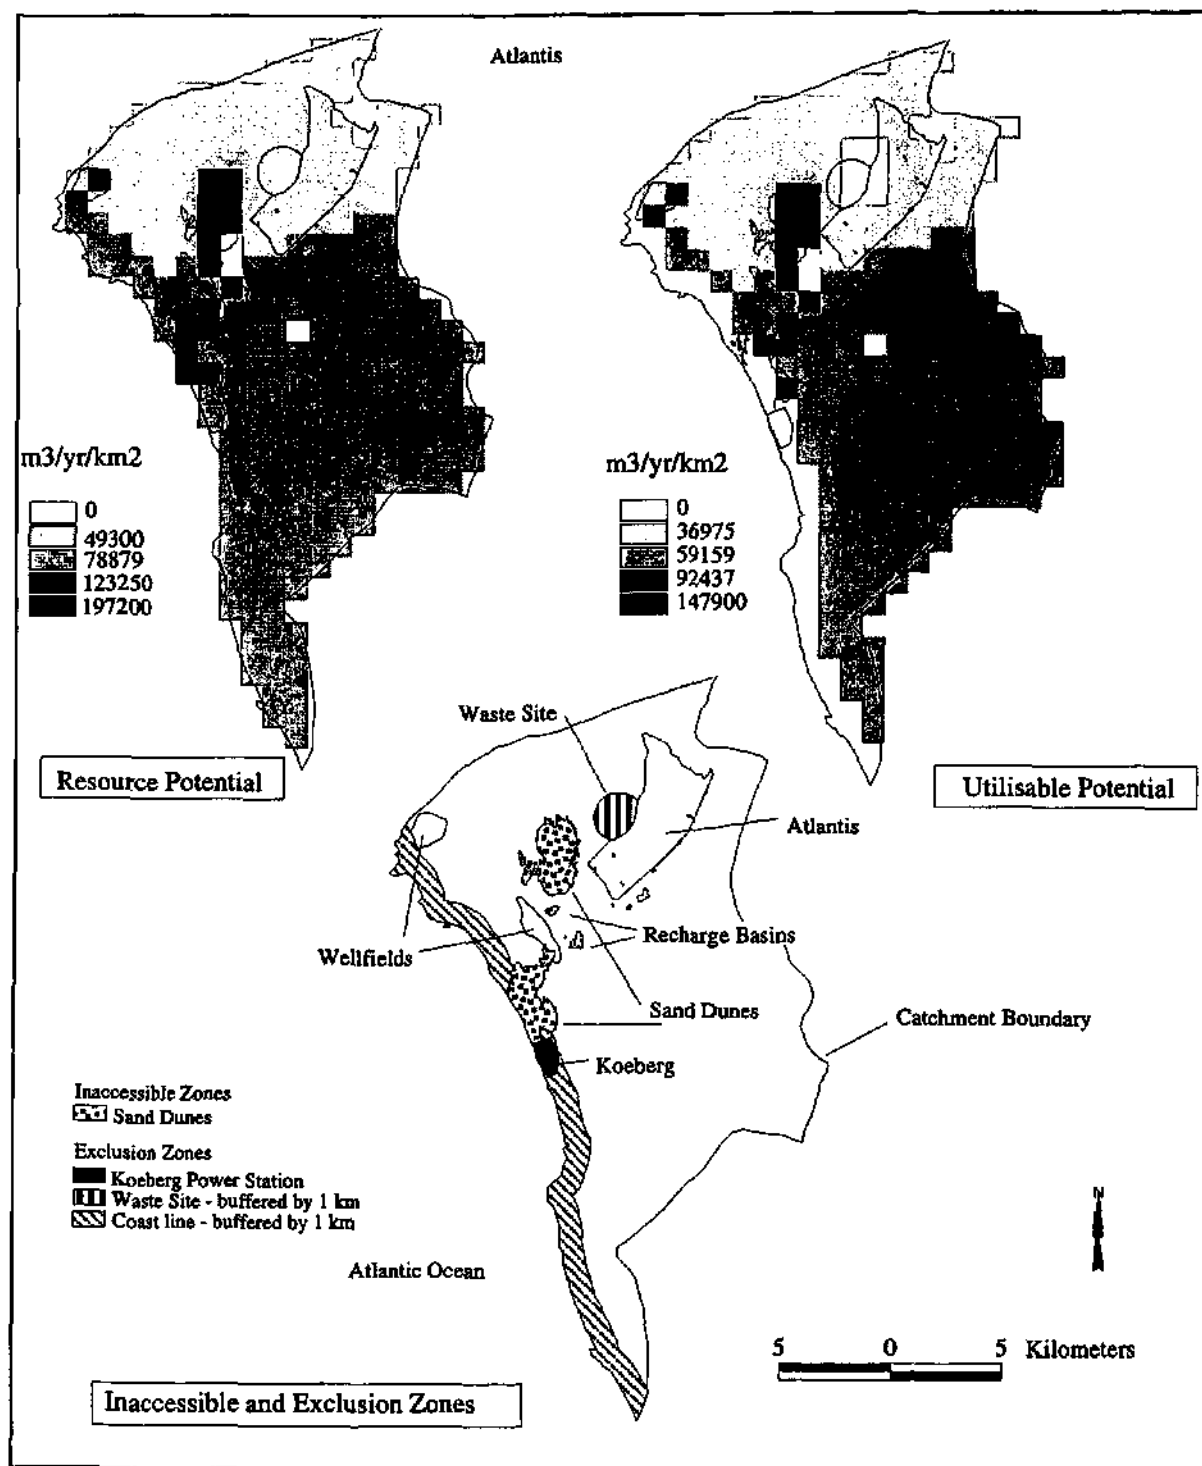 Atlantis
m3/yr/km2
0
49300
78879
123250
197200
m3/yr/km2
0
36975
59159
92437
147900
Resource Potential
Utilisable Potential
Waste Site
Atlantis
Wellfields
Recharge Basins
Sand Dunes
Catchment Boundary
Koeberg
Inaccessible Zones
Sand Dunes
Exclusion Zones
Koeberg Power Station
Waste Site - buffered by 1 km
Coast line - buffered by 1 km
Atlantic Ocean
N
5 0 5 Kilometers
Inaccessible and Exclusion Zones